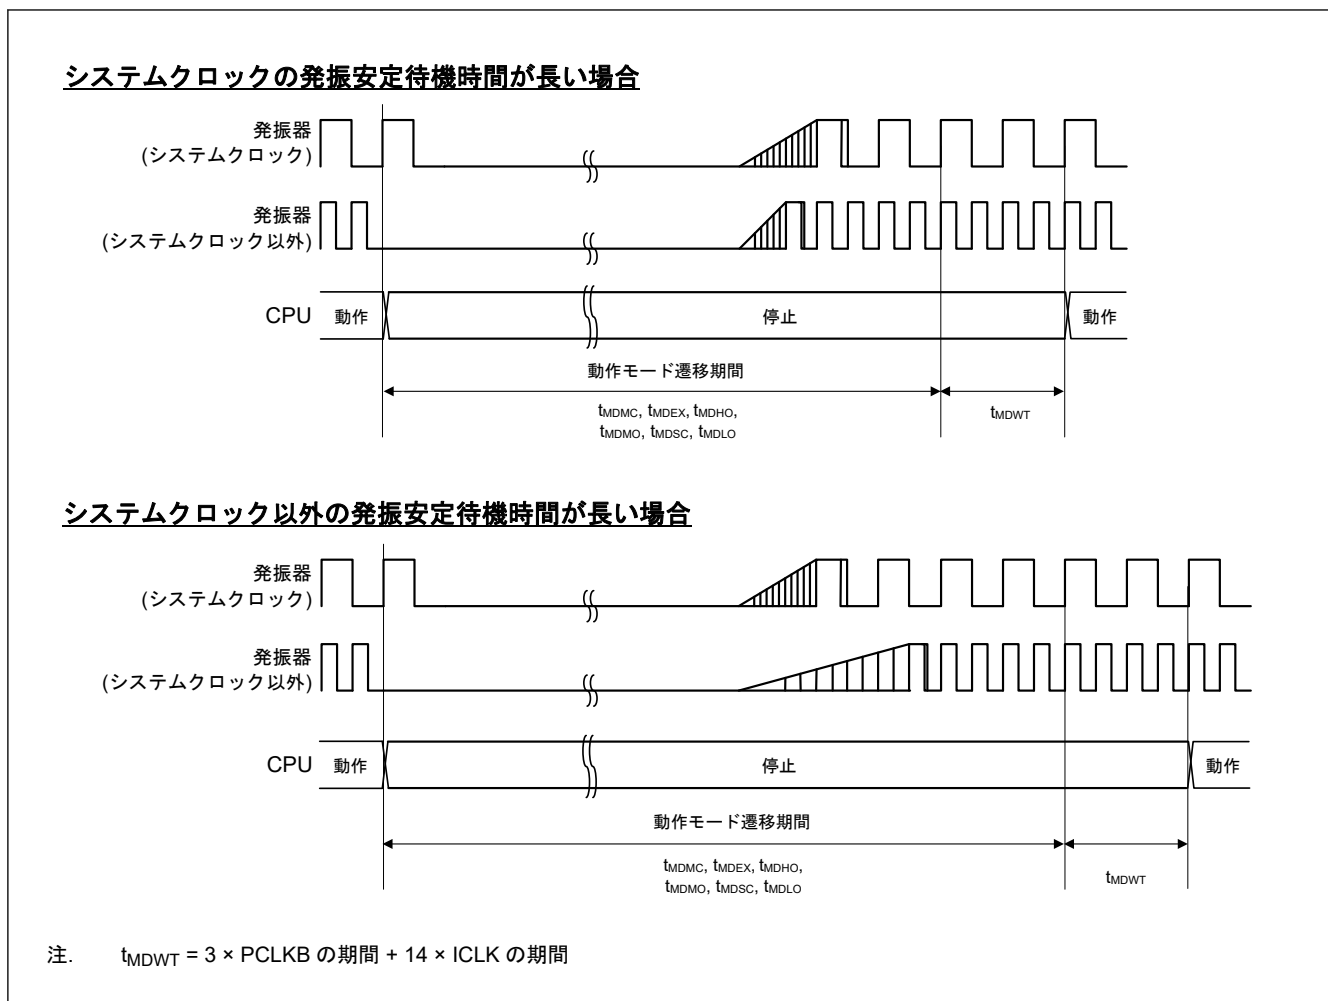 システムクロックの発振安定待機時間が長い場合
発振器
(システムクロック)
発振器
(システムクロック以外)
CPU 動作 停止 動作
動作モード遷移期間
tMDMC, tMDEX, tMDHO,
tMDMO, tMDSC, tMDLO
tMDWT
システムクロック以外の発振安定待機時間が長い場合
発振器
(システムクロック)
発振器
(システムクロック以外)
CPU 動作 停止 動作
動作モード遷移期間
tMDMC, tMDEX, tMDHO,
tMDMO, tMDSC, tMDLO
tMDWT
注. tMDWT = 3 × PCLKB の期間 + 14 × ICLK の期間